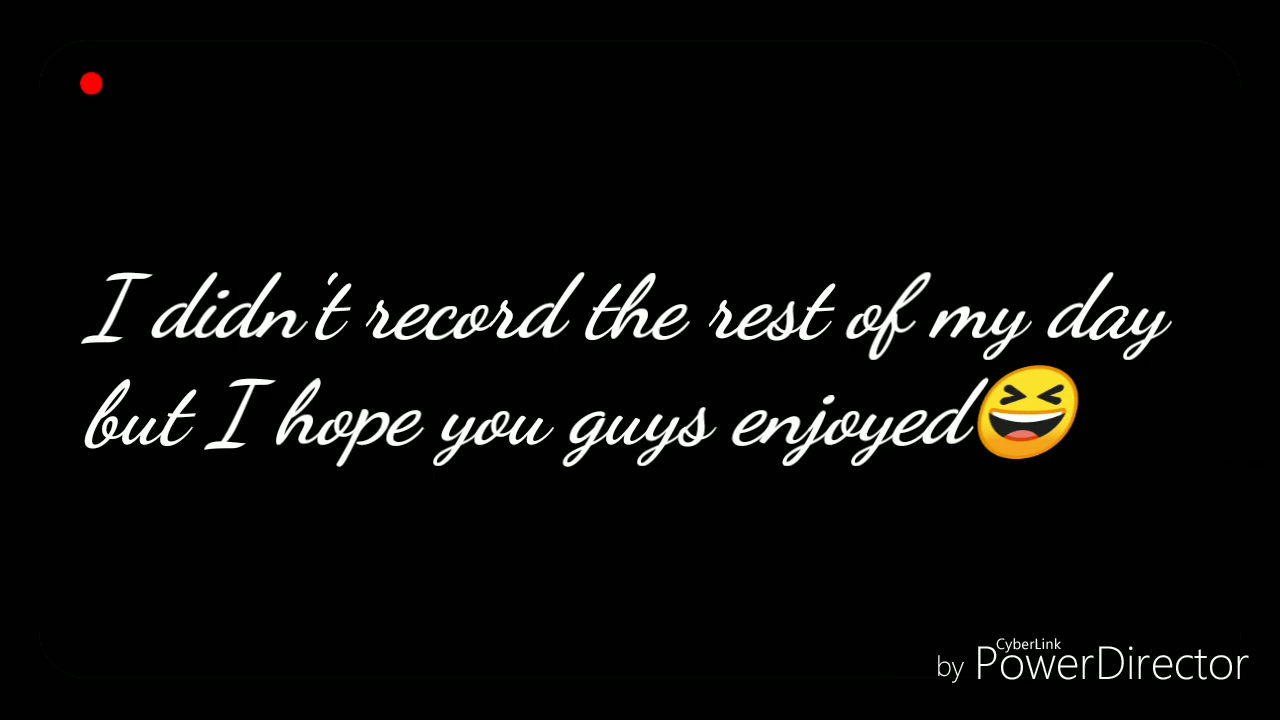 I didn't record the rest of my day
but I hope you guys enjoyed😆
by CyberLink PowerDirector